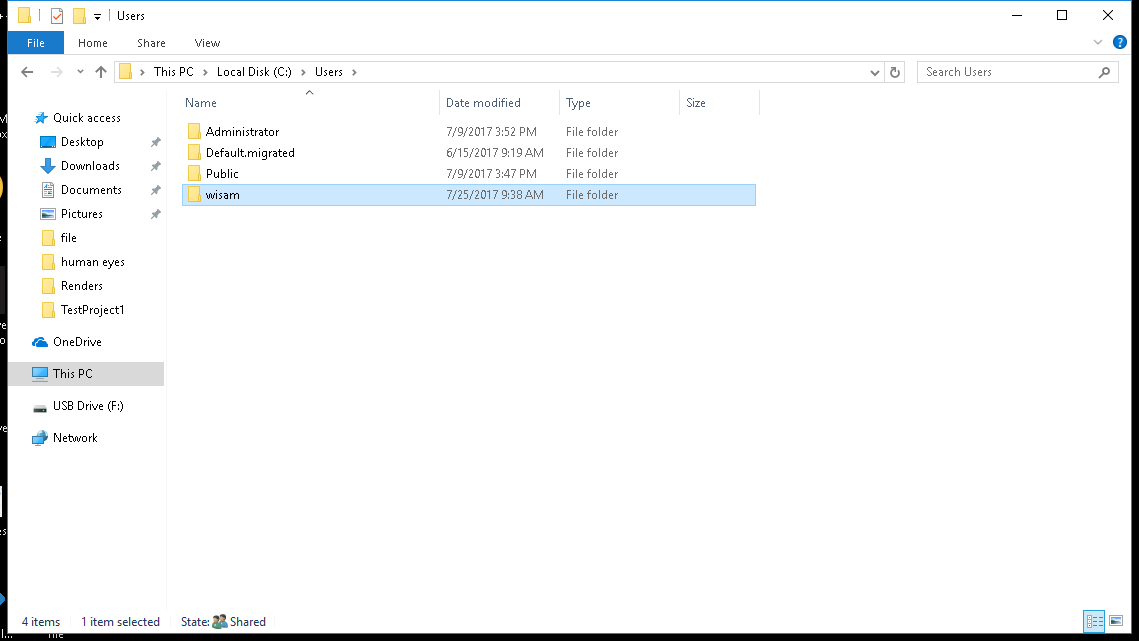 Users
File Home Share View
This PC Local Disk (C:) Users Search Users
Name Date modified Type Size
Quick access
Desktop
Downloads
Documents
Pictures
file
human eyes
Renders
TestProject1
OneDrive
This PC
USB Drive (F:)
Network
Administrator 7/9/2017 3:52 PM File folder
Default.migrated 6/15/2017 9:19 AM File folder
Public 7/9/2017 3:47 PM File folder
wisam 7/25/2017 9:38 AM File folder
4 items 1 item selected State: Shared